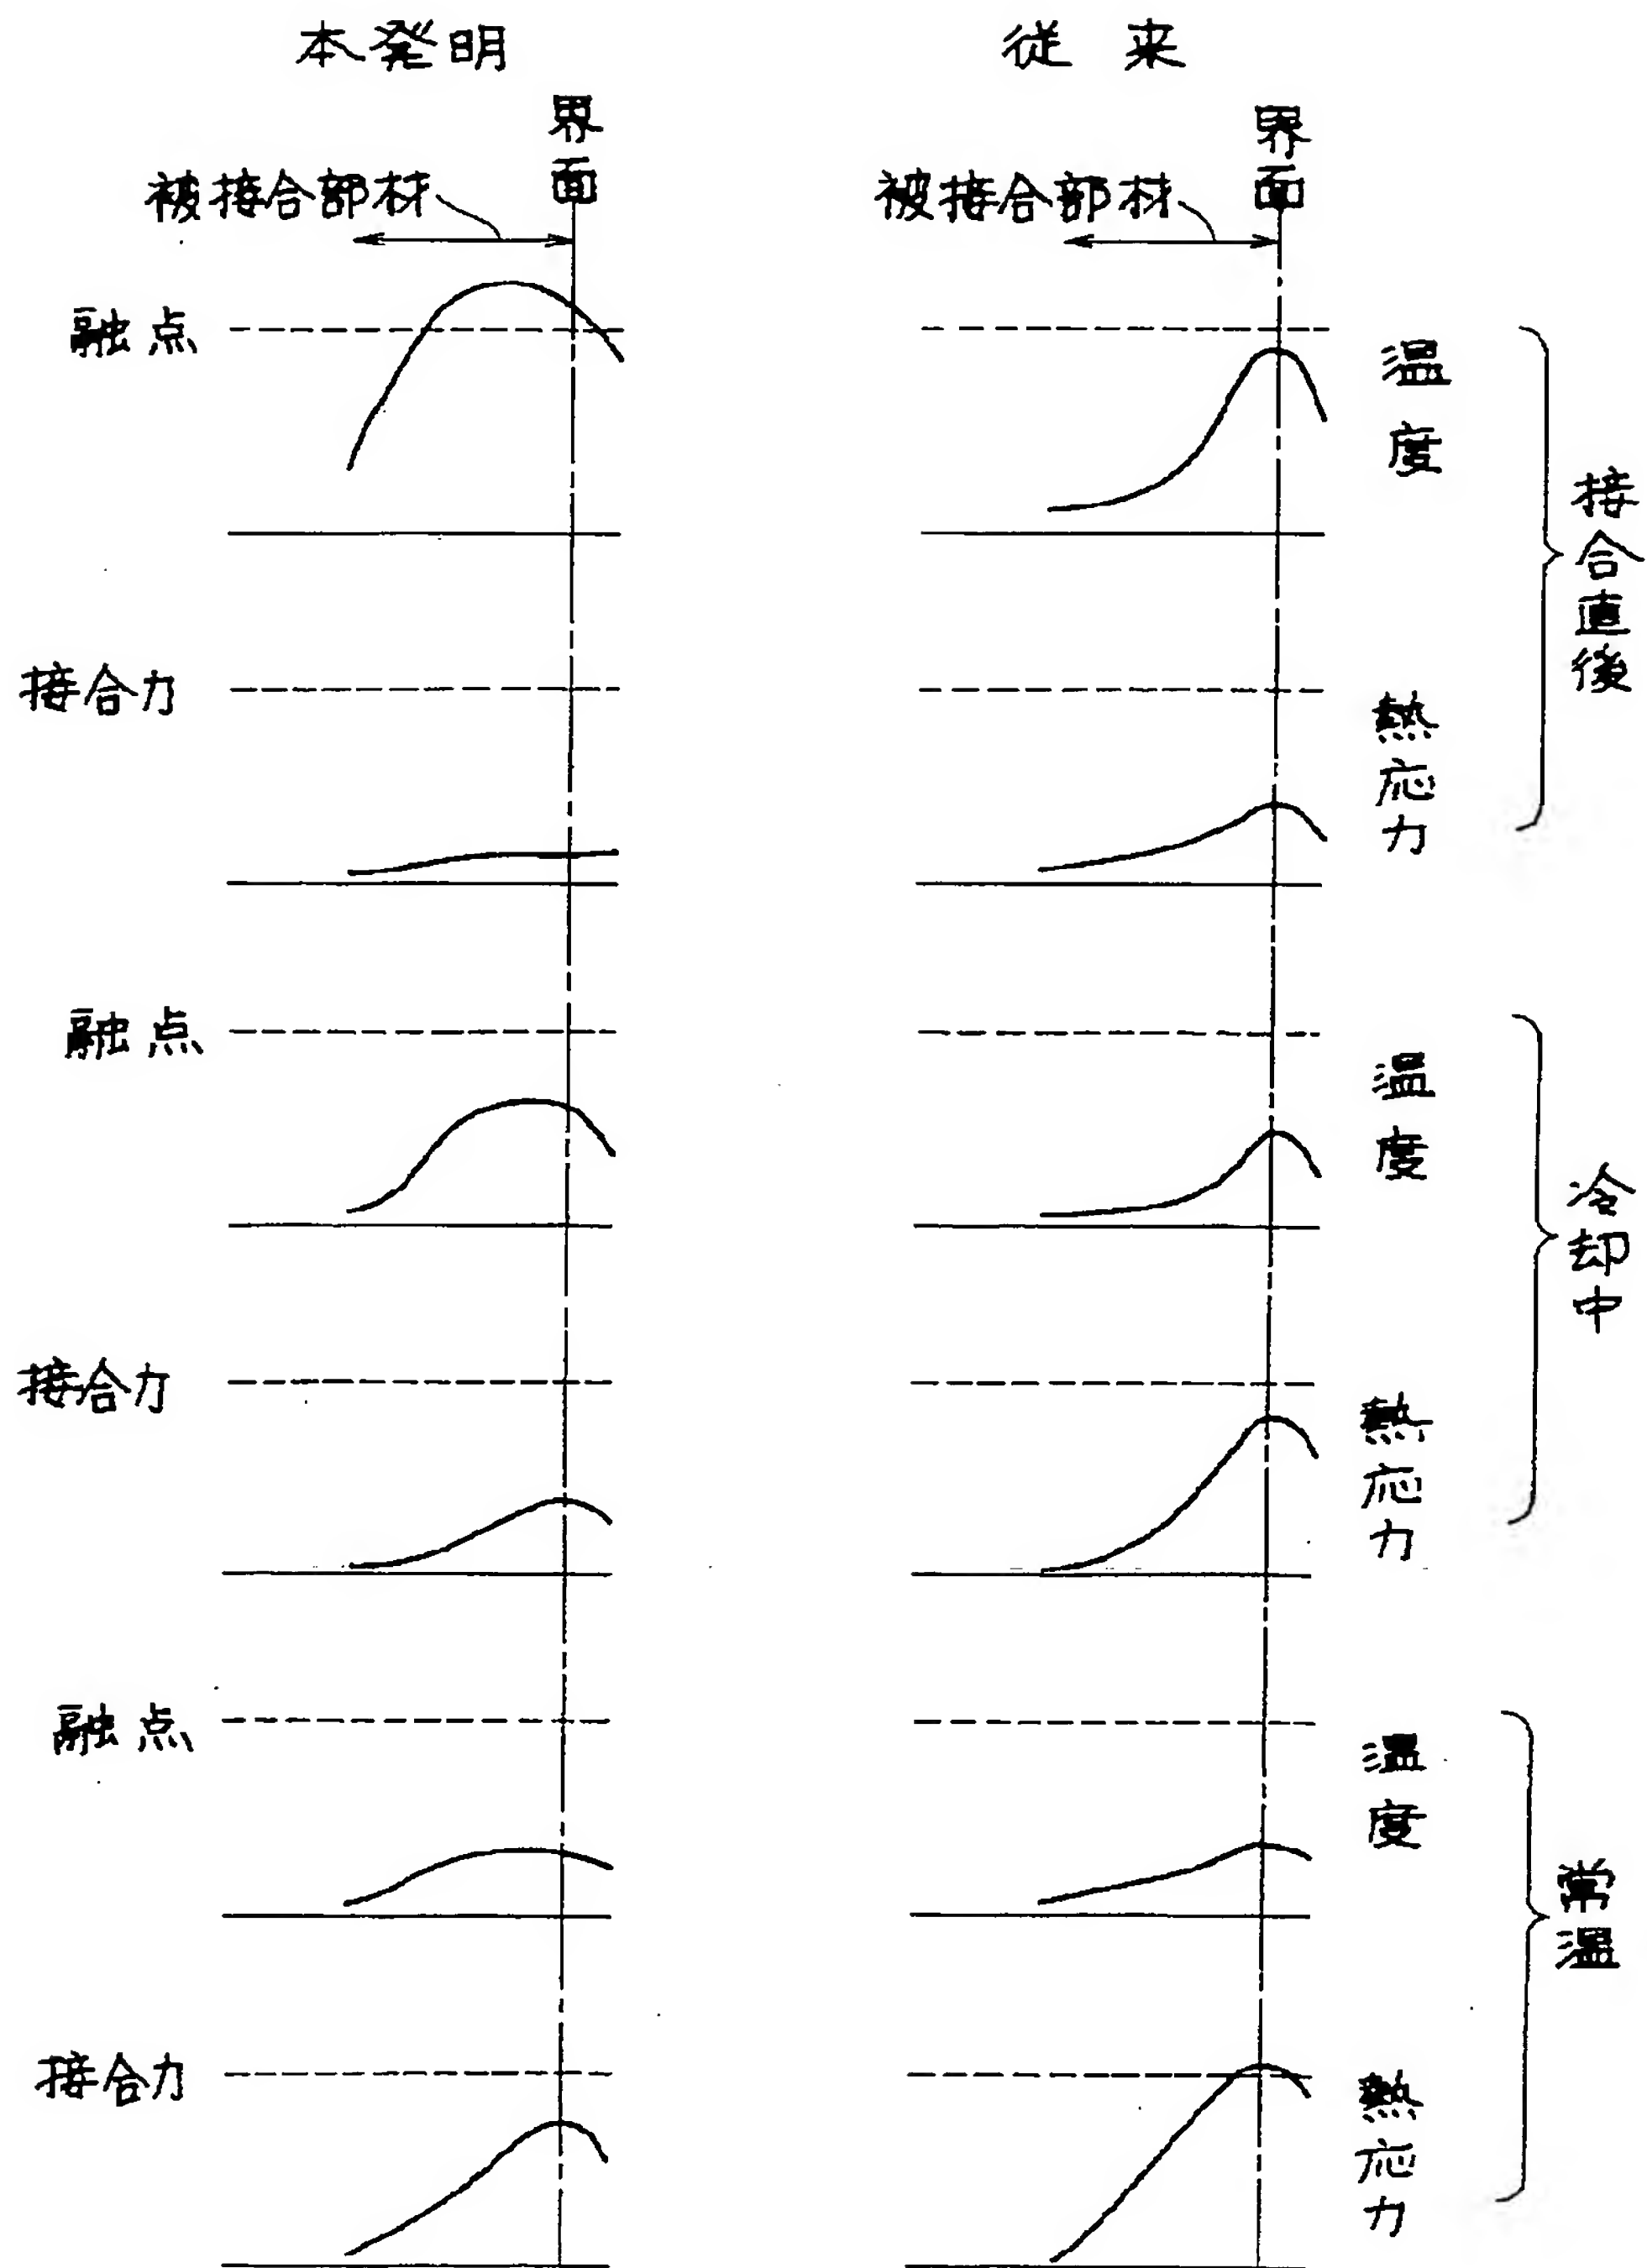 本発明
従来
界面
界面
被接合部材
被接合部材
融点
温度
接合直後
接合力
熱応力
融点
温度
冷却中
接合力
熱応力
融点
温度
常温
接合力
熱応力